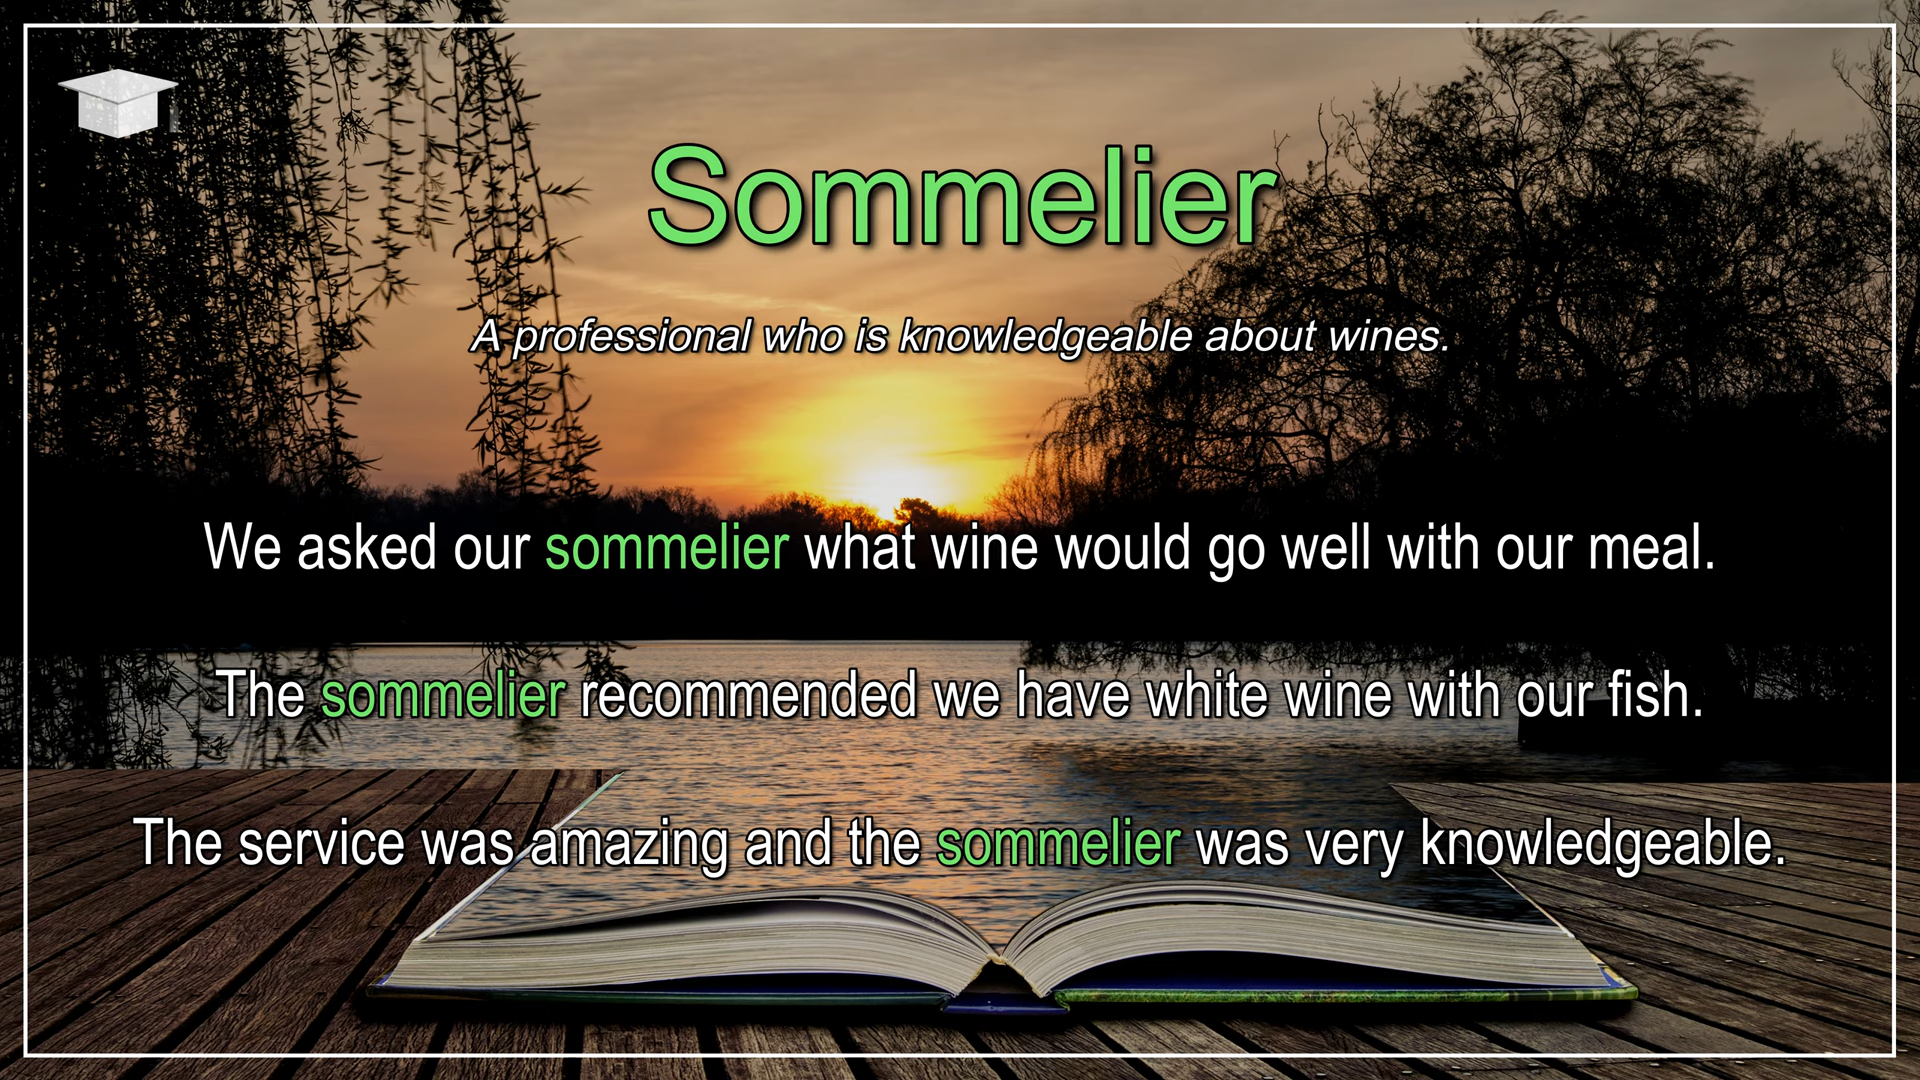 Sommelier
A professional who is knowledgeable about wines.
We asked our sommelier what wine would go well with our meal.
The sommelier recommended we have white wine with our fish.
The service was amazing and the sommelier was very knowledgeable.